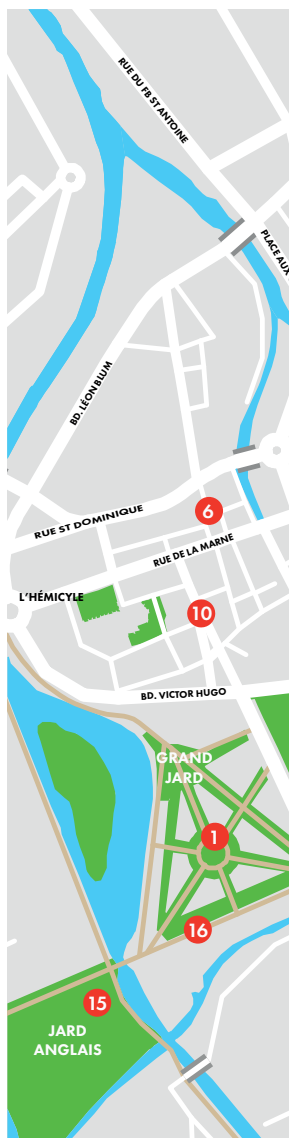 RUE DU FB ST ANTOINE
PLACE AUX
BD. LÉON BLUM
6
RUE ST DOMINIQUE
RUE DE LA MARNE
L'HÉMICYLE
10
BD. VICTOR HUGO
GRAND
JARD
1
16
15
JARD
ANGLAIS